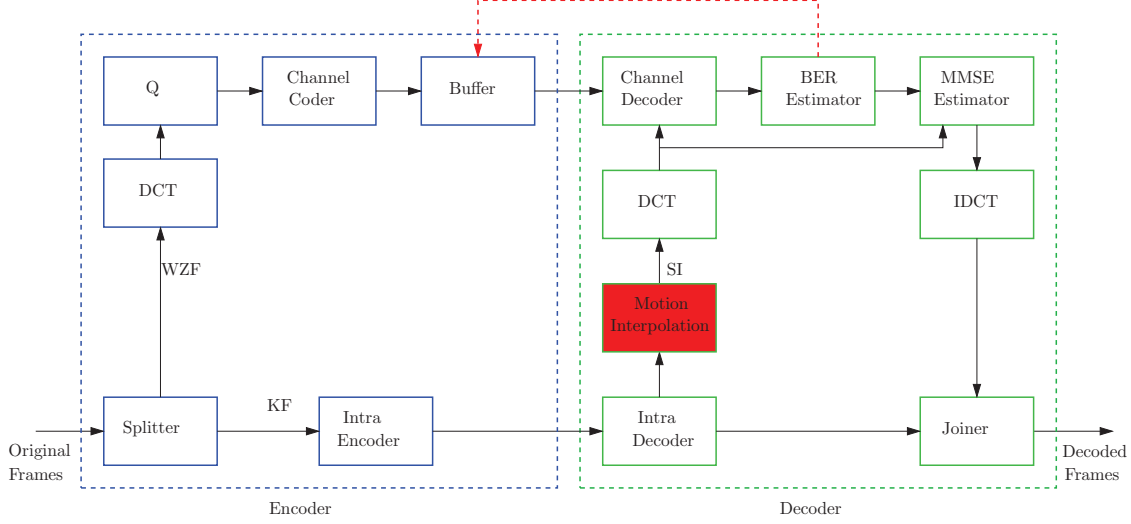 Q
Channel
Coder
Buffer
Channel
Decoder
BER
Estimator
MMSE
Estimator
DCT
DCT
IDCT
WZF
SI
Motion
Interpolation
KF
Splitter
Intra
Encoder
Intra
Decoder
Joiner
Original
Frames
Decoded
Frames
Encoder
Decoder